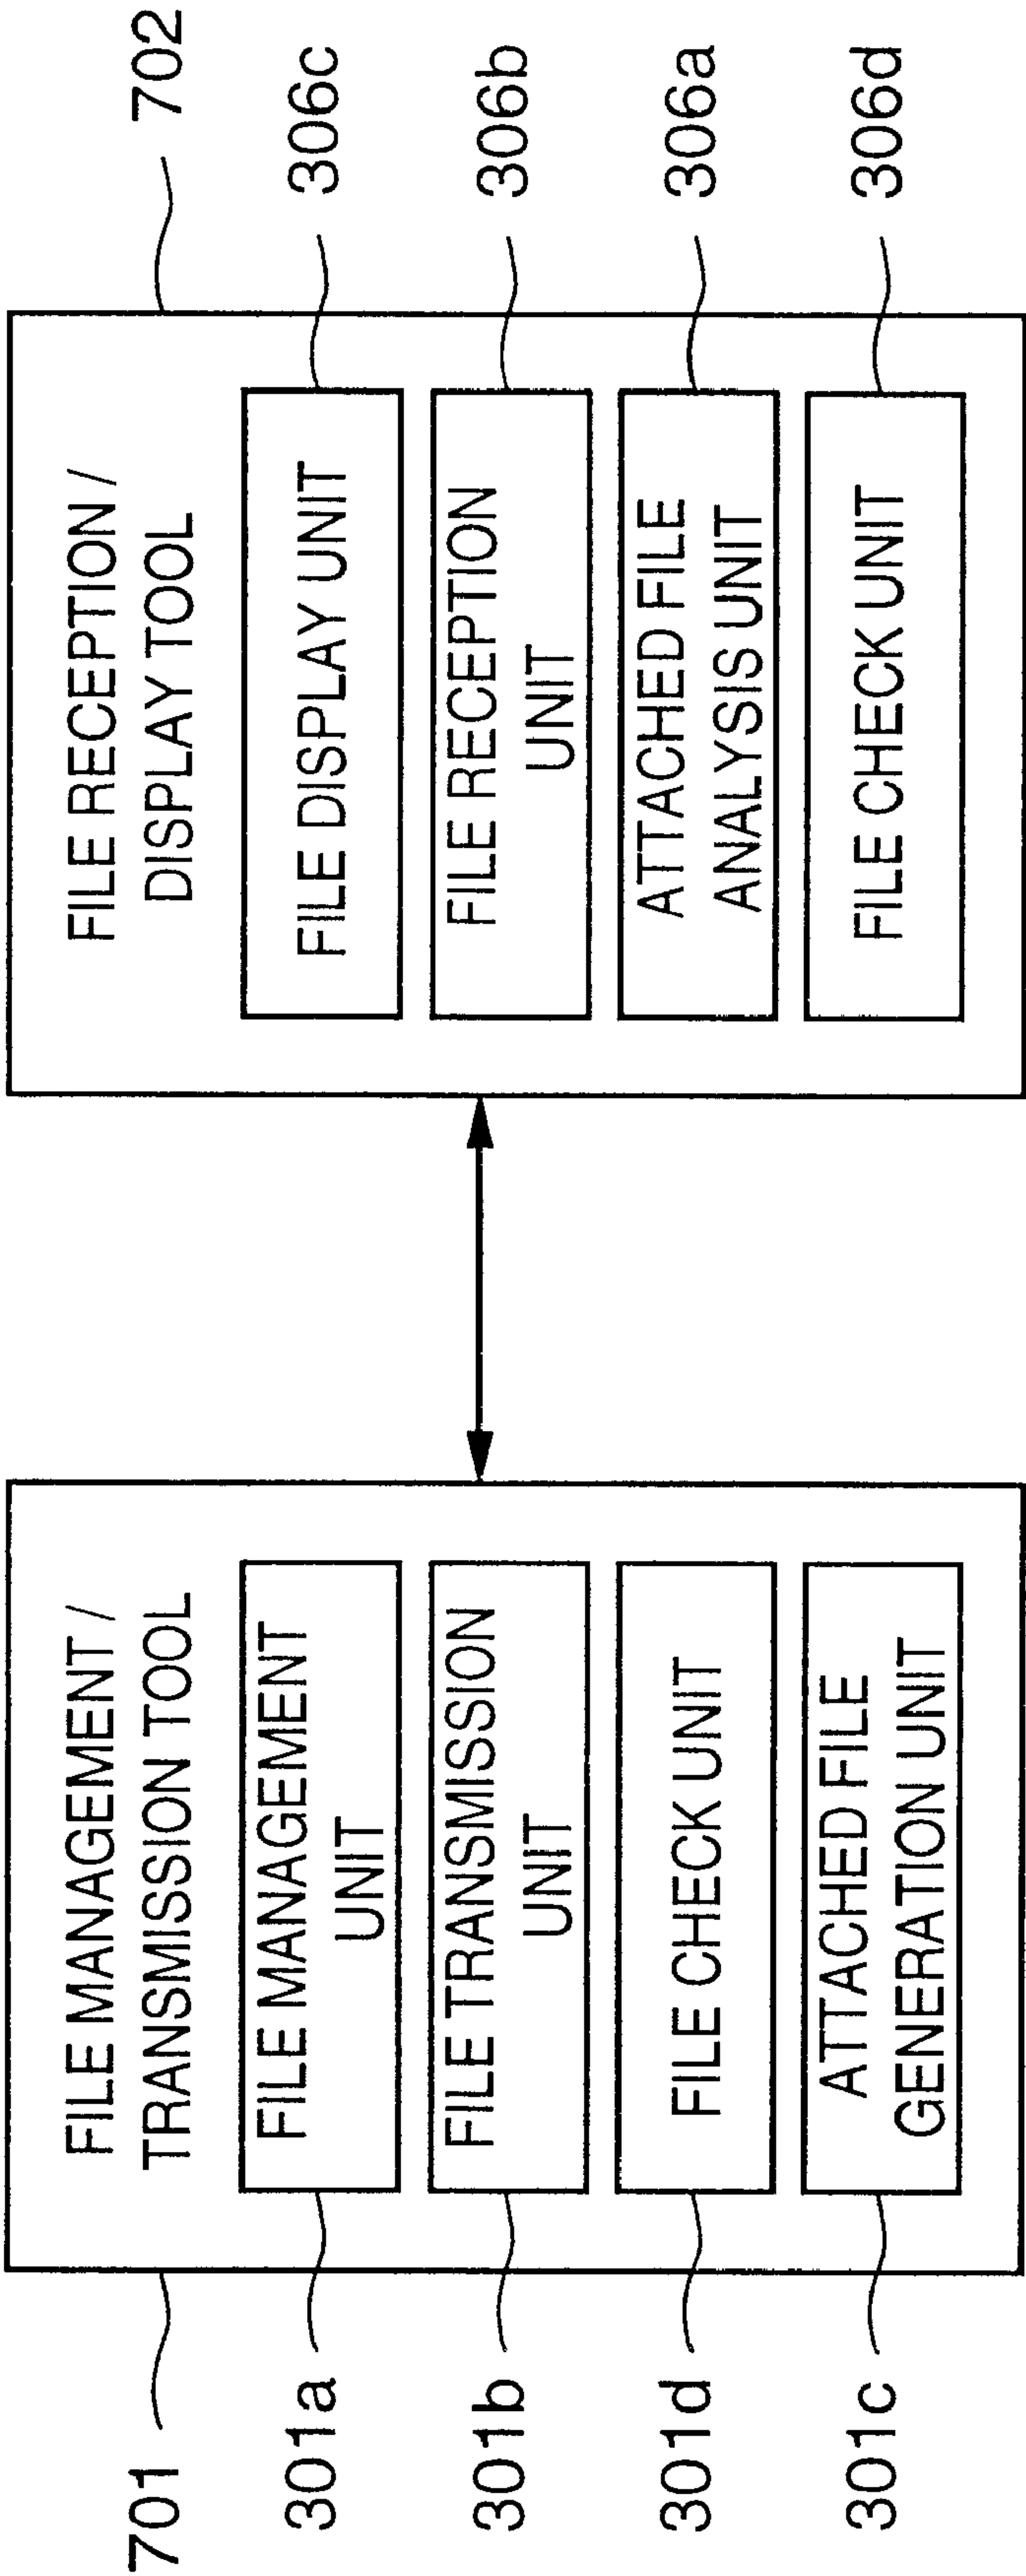 701
FILE MANAGEMENT /
TRANSMISSION TOOL
301a
FILE MANAGEMENT
UNIT
301b
FILE TRANSMISSION
UNIT
301d
FILE CHECK UNIT
301c
ATTACHED FILE
GENERATION UNIT
702
FILE RECEPTION /
DISPLAY TOOL
306c
FILE DISPLAY UNIT
306b
FILE RECEPTION
UNIT
306a
ATTACHED FILE
ANALYSIS UNIT
306d
FILE CHECK UNIT